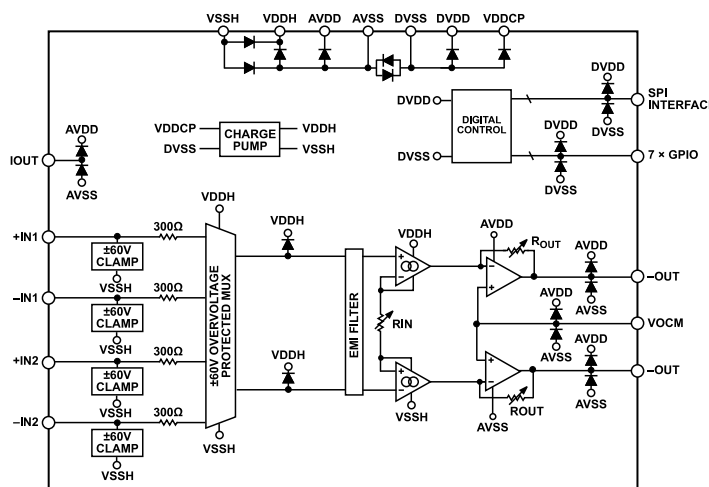 VSSH VDDH AVDD AVSS DVSS DVDD VDDCP
DVDD
SPI
INTERFAC
DVSS
DVDD
DIGITAL
CONTROL
DVSS
DVDD
7 × GPIO
DVSS
VDDCP
DVSS
CHARGE
PUMP
VDDH
VSSH
AVDD
IOUT
AVSS
+IN1
300Ω
±60V
CLAMP
VSSH
–IN1
300Ω
±60V
CLAMP
VSSH
+IN2
300Ω
±60V
CLAMP
VSSH
–IN2
300Ω
±60V
CLAMP
VSSH
VDDH
±60V OVERVOLTAGE
PROTECTED MUX
VSSH
VDDH
VDDH
EMI FILTER
VDDH
+
–
RIN
+
–
VSSH
AVDD
ROUT
–
+
AVDD
–OUT
AVSS
AVDD
VOCM
AVSS
+
–
AVDD
–OUT
AVSS
ROUT
AVSS